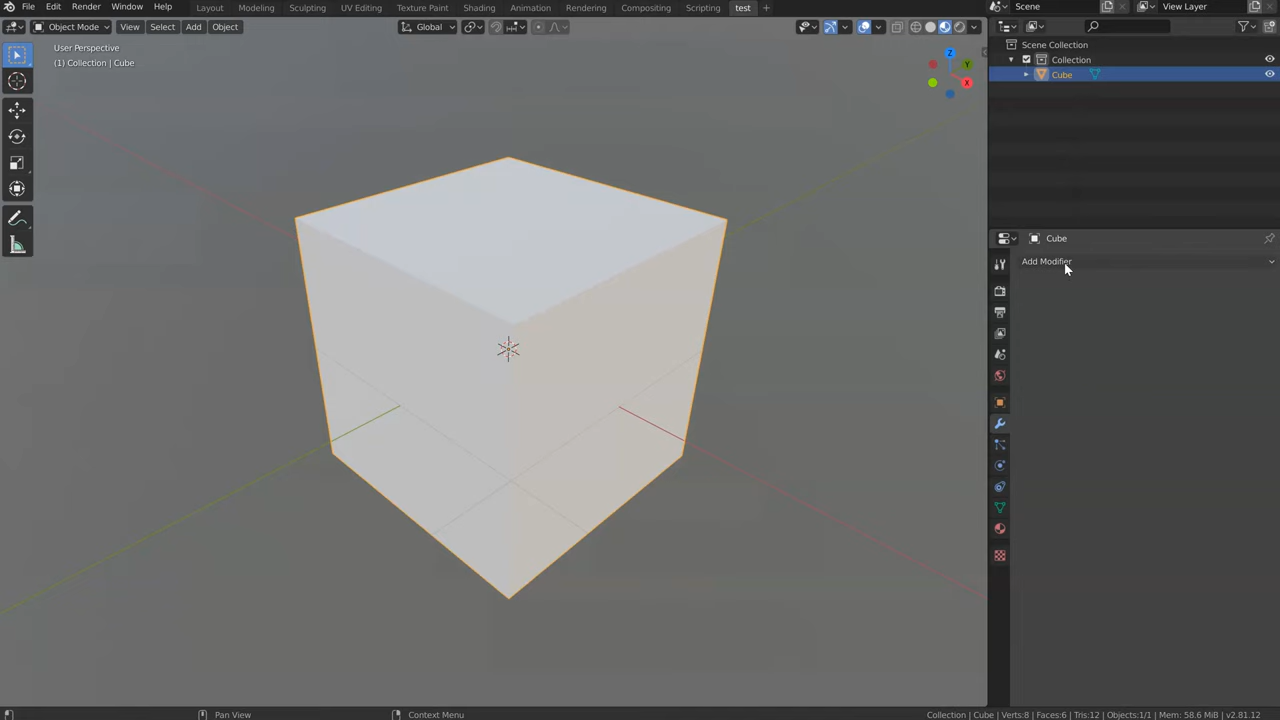 File Edit Render Window Help Layout Modeling Sculpting UV Editing Texture Paint Shading Animation Rendering Compositing Scripting test + Scene View Layer
Object Mode View Select Add Object Global
User Perspective
(1) Collection | Cube
Z
Y
X
Scene Collection
Collection
Cube
Cube
Add Modifier
Pan View Context Menu Collection | Cube | Verts:8 | Faces:6 | Tris:12 | Objects:1/1 | Mem: 58.6 MiB | v2.81.12